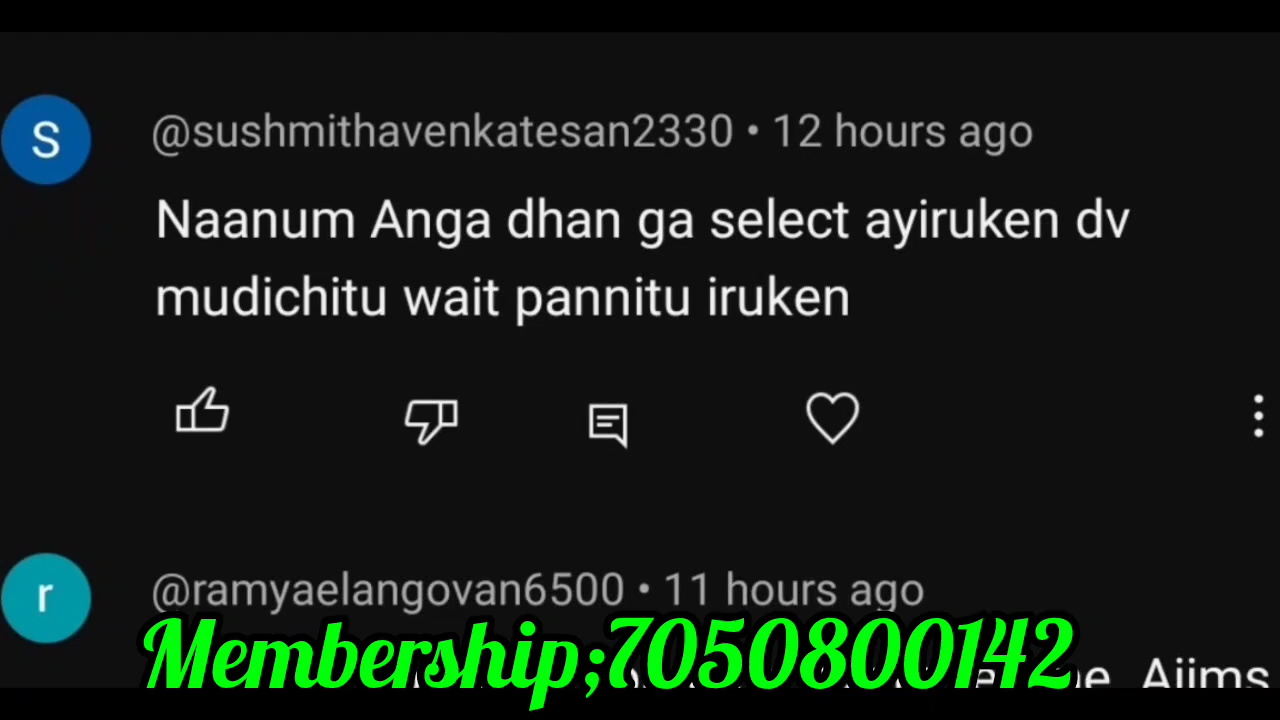 S
@sushmithavenkatesan2330 • 12 hours ago
Naanum Anga dhan ga select ayiruken dv
mudichitu wait pannitu iruken
r
@ramyaelangovan6500 • 11 hours ago
Membership;7050800142
Aiims